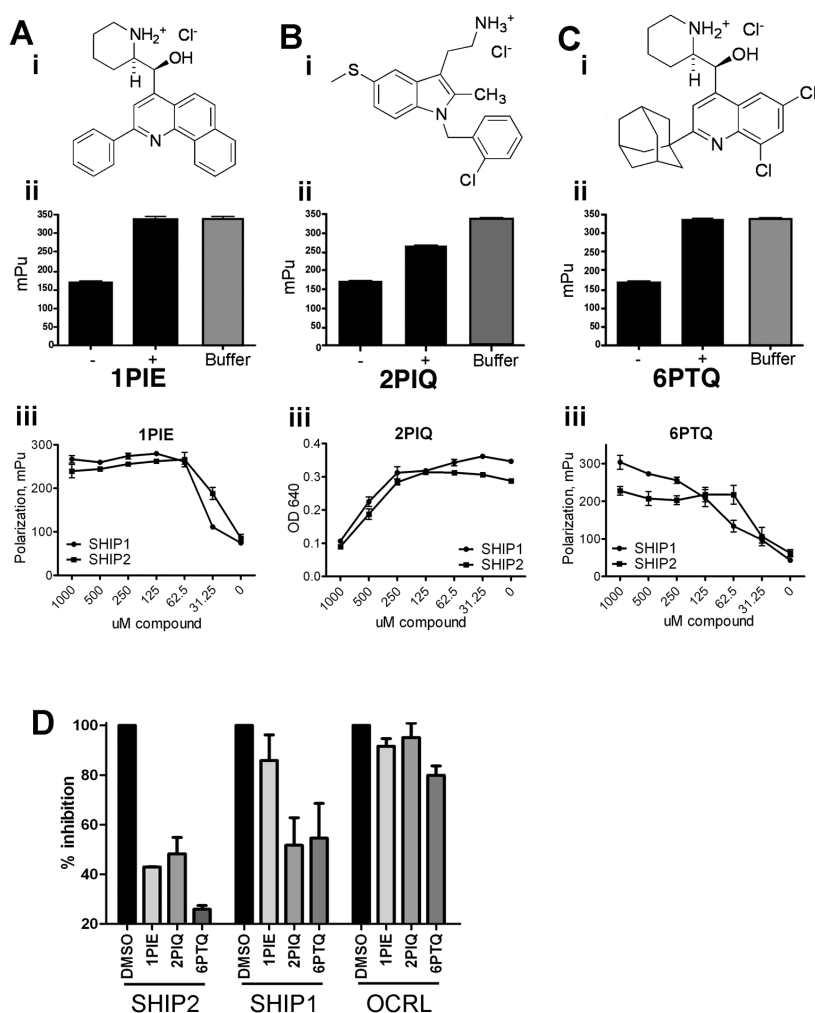 A
i
NH2+ Cl-
OH
H
N
B
i
NH3+
Cl-
S
CH3
N
Cl
C
i
NH2+ Cl-
OH
H
Cl
N
Cl
ii
mPu
350
300
250
200
150
100
50
0
- + Buffer
1PIE
ii
mPu
350
300
250
200
150
100
50
0
- + Buffer
2PIQ
ii
mPu
350
300
250
200
150
100
50
0
- + Buffer
6PTQ
iii
1PIE
Polarization, mPu
300
200
100
0
SHIP1
SHIP2
1000 500 250 125 62.5 31.25 0
uM compound
iii
2PIQ
OD 640
0.4
0.3
0.2
0.1
0.0
SHIP1
SHIP2
1000 500 250 125 62.5 31.25 0
uM compound
iii
6PTQ
Polarization, mPu
300
200
100
0
SHIP1
SHIP2
1000 500 250 125 62.5 31.25 0
uM compound
D
% inhibition
100
80
60
40
20
DMSO 1PIE 2PIQ 6PTQ DMSO 1PIE 2PIQ 6PTQ DMSO 1PIE 2PIQ 6PTQ
SHIP2 SHIP1 OCRL